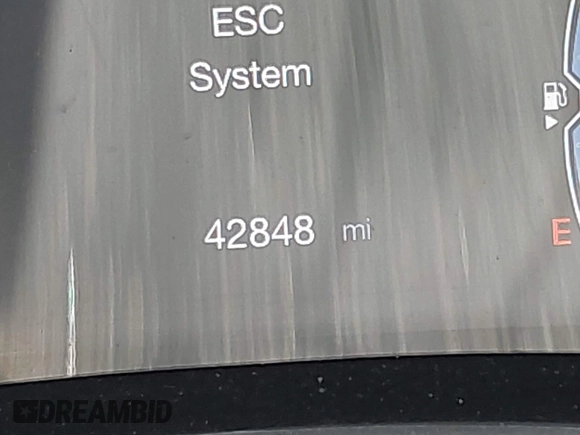 ESC
System
42848 mi
E
DREAMBID